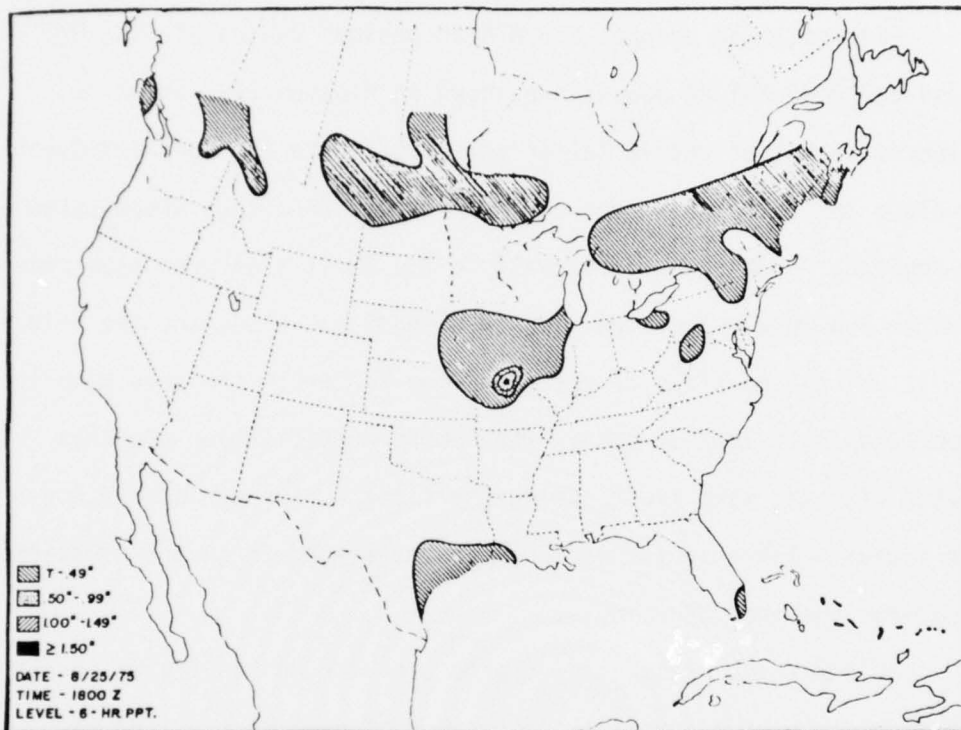 T - .49"
.50" - .99"
1.00" - 1.49"
≥ 1.50"
DATE - 8/25/75
TIME - 1800 Z
LEVEL - 6 - HR PPT.